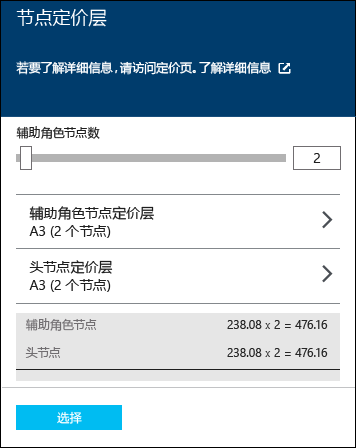 节点定价层
若要了解详细信息，请访问定价页。了解详细信息
辅助角色节点数
2
辅助角色节点定价层
A3 (2 个节点)
头节点定价层
A3 (2 个节点)
辅助角色节点 238.08 x 2 = 476.16
头节点 238.08 x 2 = 476.16
选择